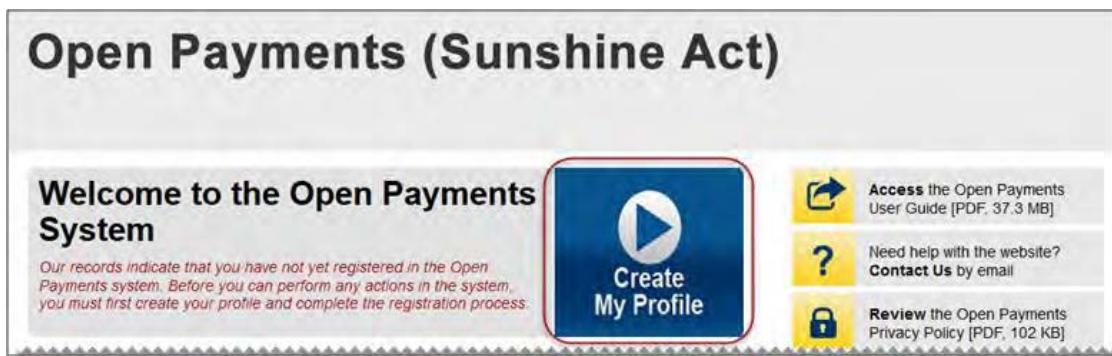 Open Payments (Sunshine Act)
Welcome to the Open Payments
System
Our records indicate that you have not yet registered in the Open
Payments system. Before you can perform any actions in the system,
you must first create your profile and complete the registration process.
Create
My Profile
Access the Open Payments
User Guide [PDF, 37.3 MB]
Need help with the website?
Contact Us by email
Review the Open Payments
Privacy Policy [PDF, 102 KB]